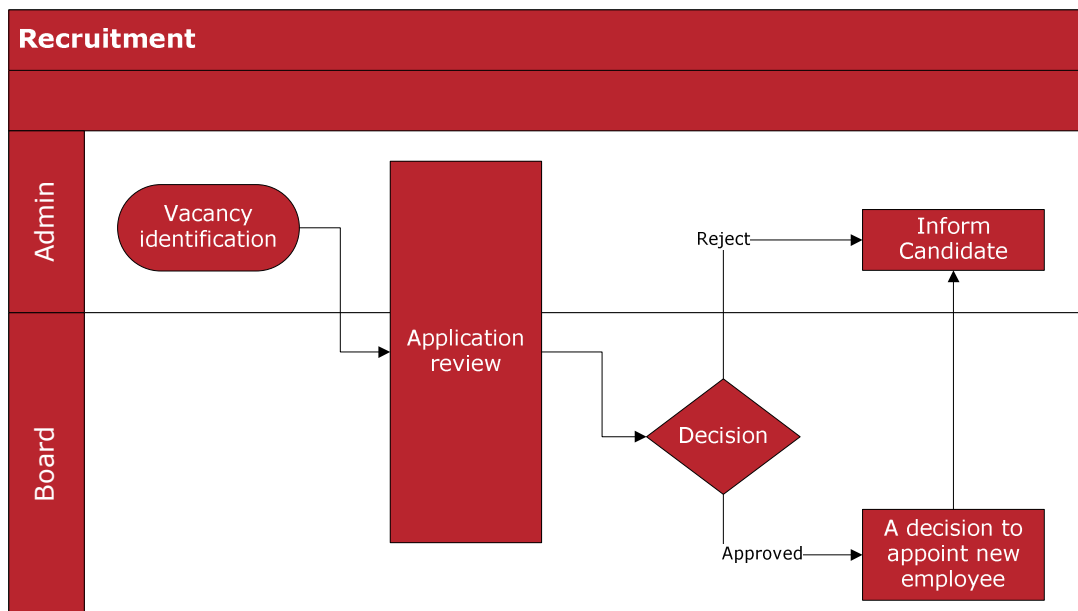 Recruitment
Admin
Vacancy
identification
Application
review
Reject
Inform
Candidate
Board
Decision
Approved
A decision to
appoint new
employee